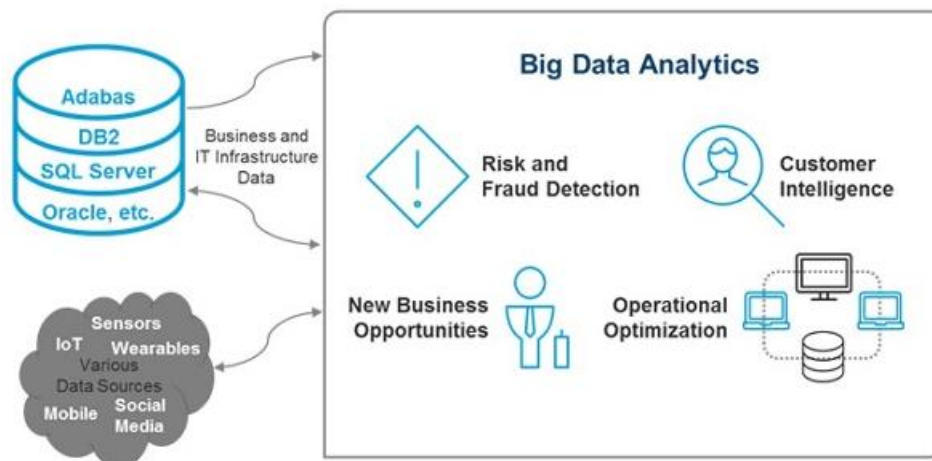 Adabas
DB2
SQL Server
Oracle, etc.
Business and
IT Infrastructure
Data
Sensors
IoT
Wearables
Various
Data Sources
Mobile
Social
Media
Big Data Analytics
Risk and
Fraud Detection
Customer
Intelligence
New Business
Opportunities
Operational
Optimization